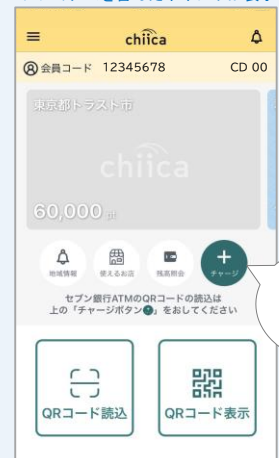 chiica
会員コード 12345678 CD 00
東京都トラスト市
chiica
60,000 pt
地域情報 使えるお店 残高照会 チャージ
セブン銀行ATMのQRコードの読込は
上の「チャージボタン」をおしてください
QRコード読込 QRコード表示